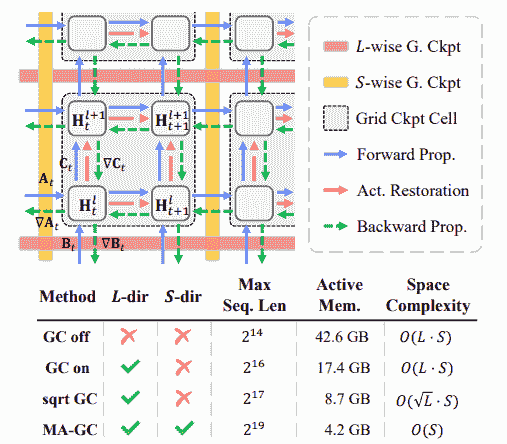 L-wise G. Ckpt
S-wise G. Ckpt
Grid Ckpt Cell
Forward Prop.
Act. Restoration
Backward Prop.
H_t^{l+1} H_{t+1}^{l+1}
C_t ∇C_t
A_t
H_t^l H_{t+1}^l
∇A_t
B_t ∇B_t
Method L-dir S-dir Max Seq. Len Active Mem. Space Complexity
GC off ✗ ✗ 2^{14} 42.6 GB O(L · S)
GC on ✓ ✗ 2^{16} 17.4 GB O(L · S)
sqrt GC ✓ ✗ 2^{17} 8.7 GB O(√L · S)
MA-GC ✓ ✓ 2^{19} 4.2 GB O(S)